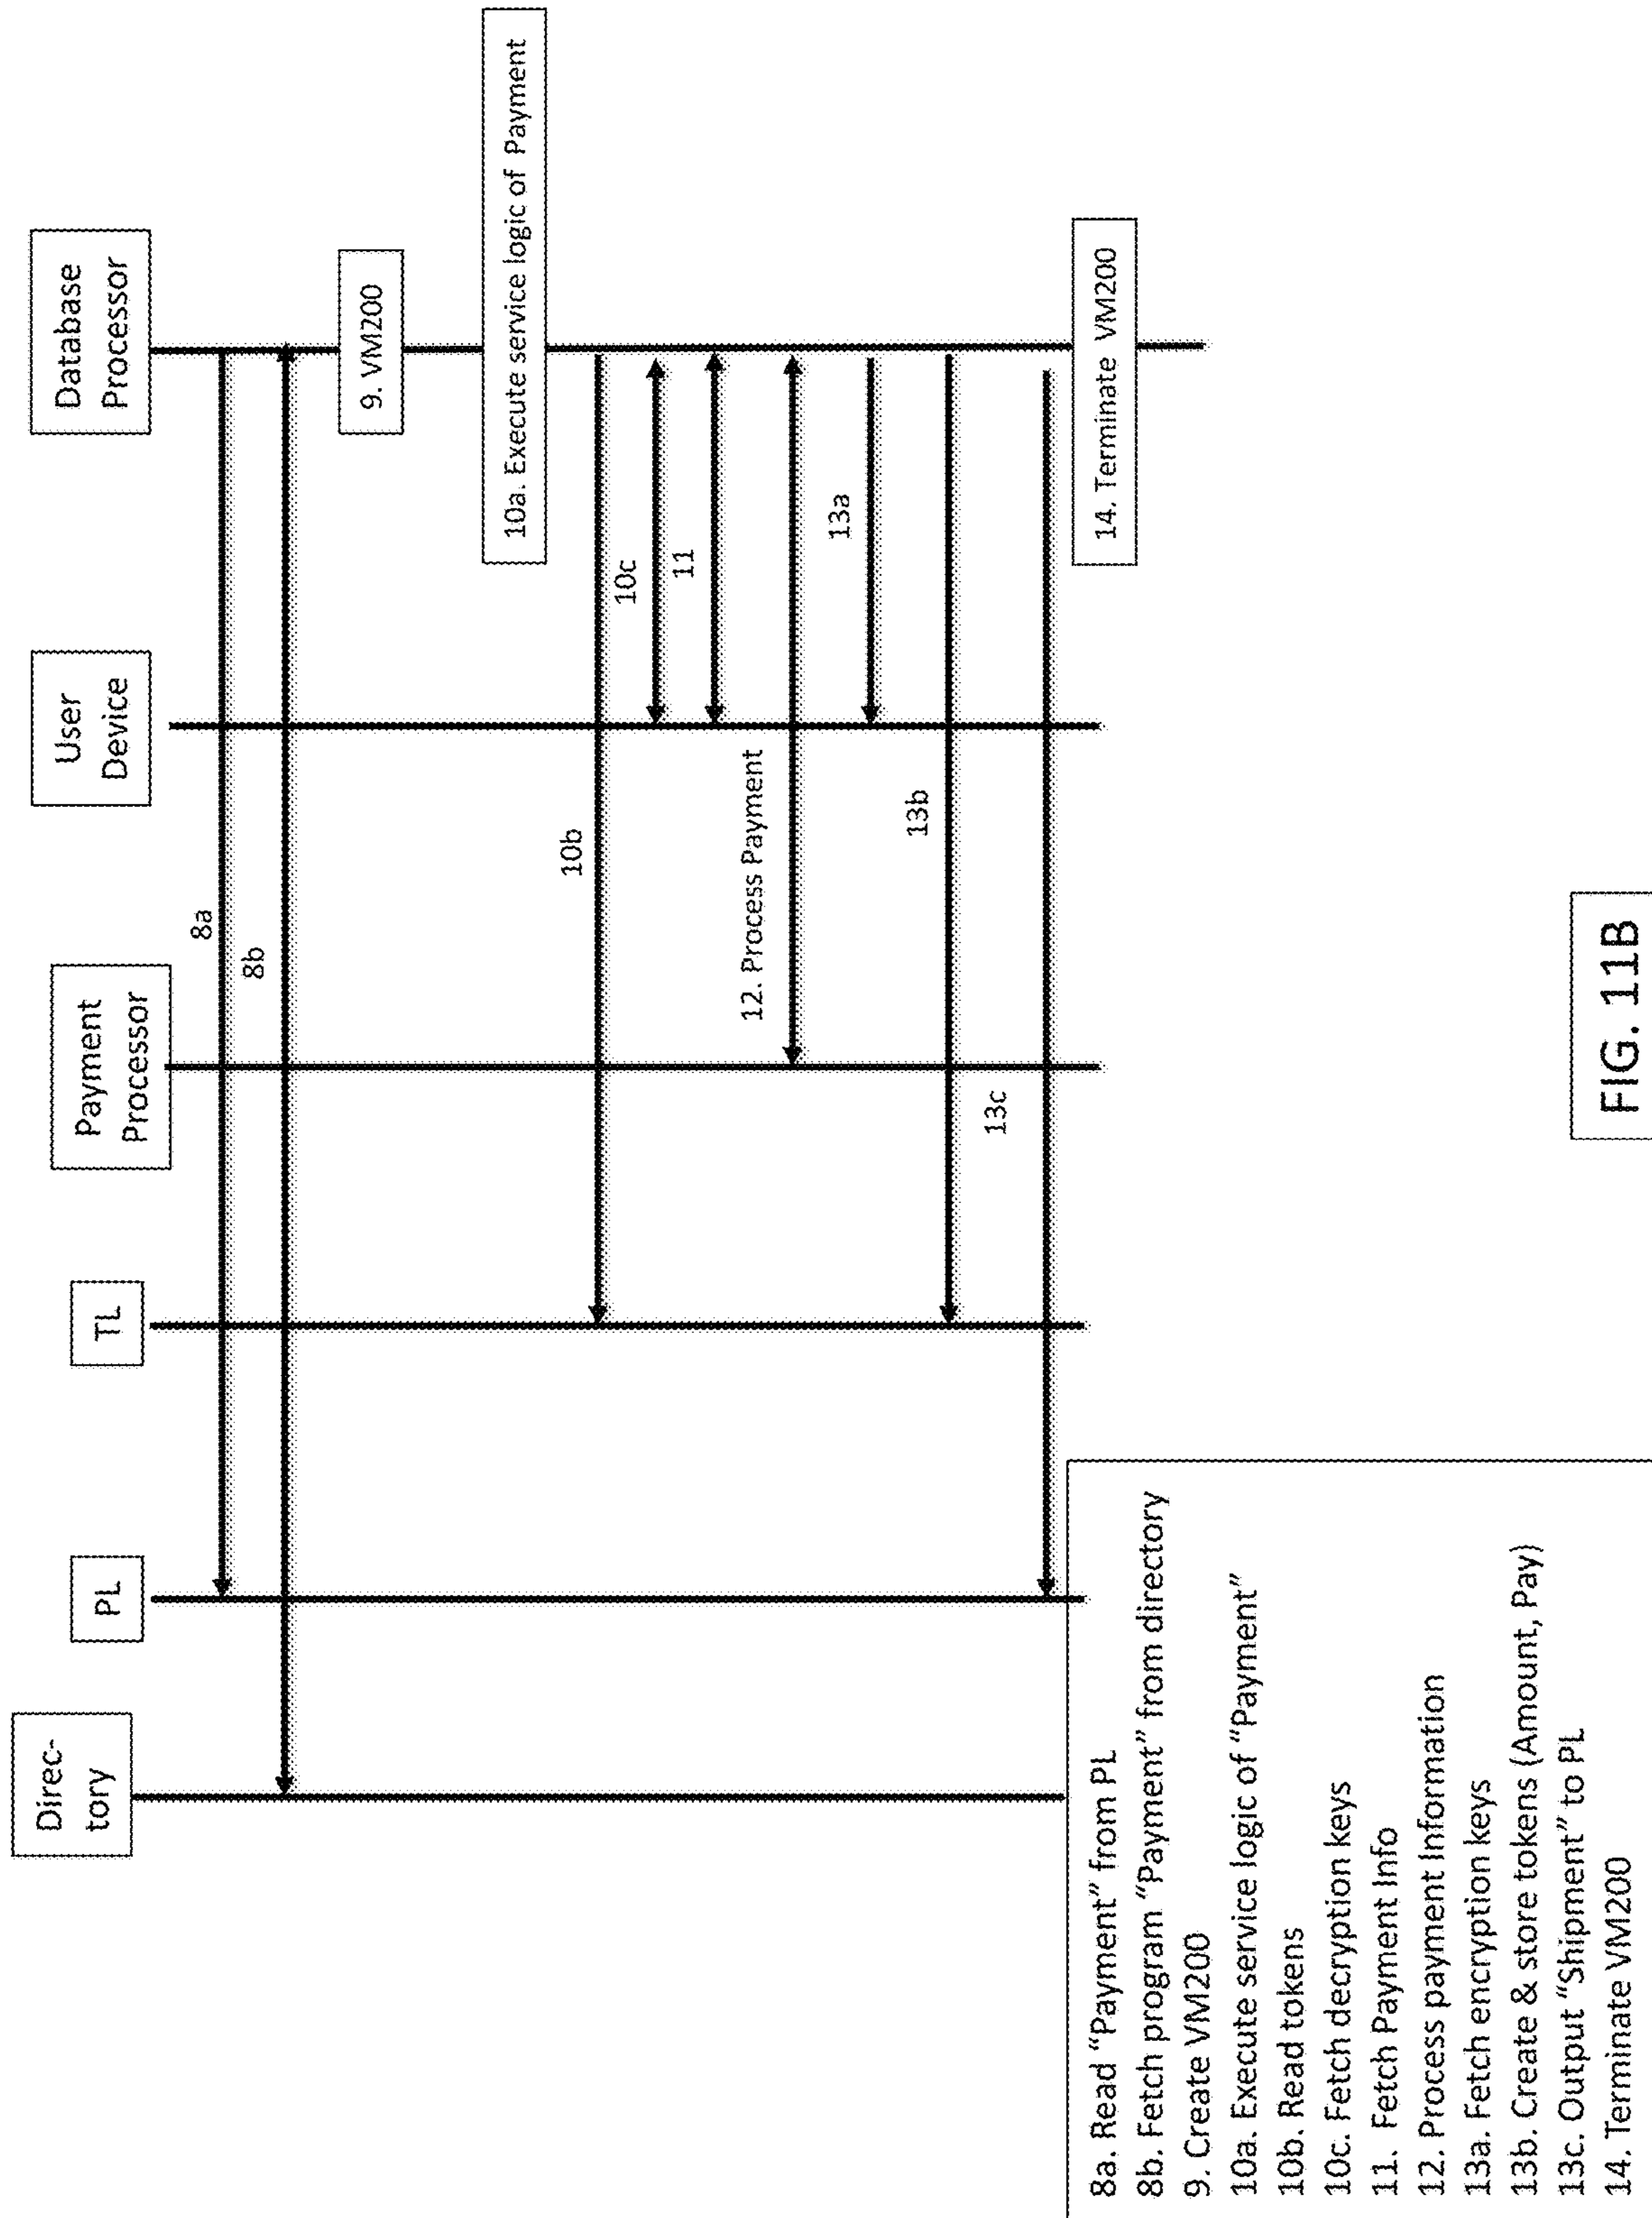 Direc-
tory
PL
TL
Payment
Processor
User
Device
Database
Processor
8a
8b
9. VM200
10a. Execute service logic of Payment
10b
10c
11
12. Process Payment
13a
13b
13c
14. Terminate VM200
8a. Read “Payment” from PL
8b. Fetch program “Payment” from directory
9. Create VM200
10a. Execute service logic of “Payment”
10b. Read tokens
10c. Fetch decryption keys
11. Fetch Payment Info
12. Process payment Information
13a. Fetch encryption keys
13b. Create & store tokens (Amount, Pay)
13c. Output “Shipment” to PL
14. Terminate VM200
FIG. 11B